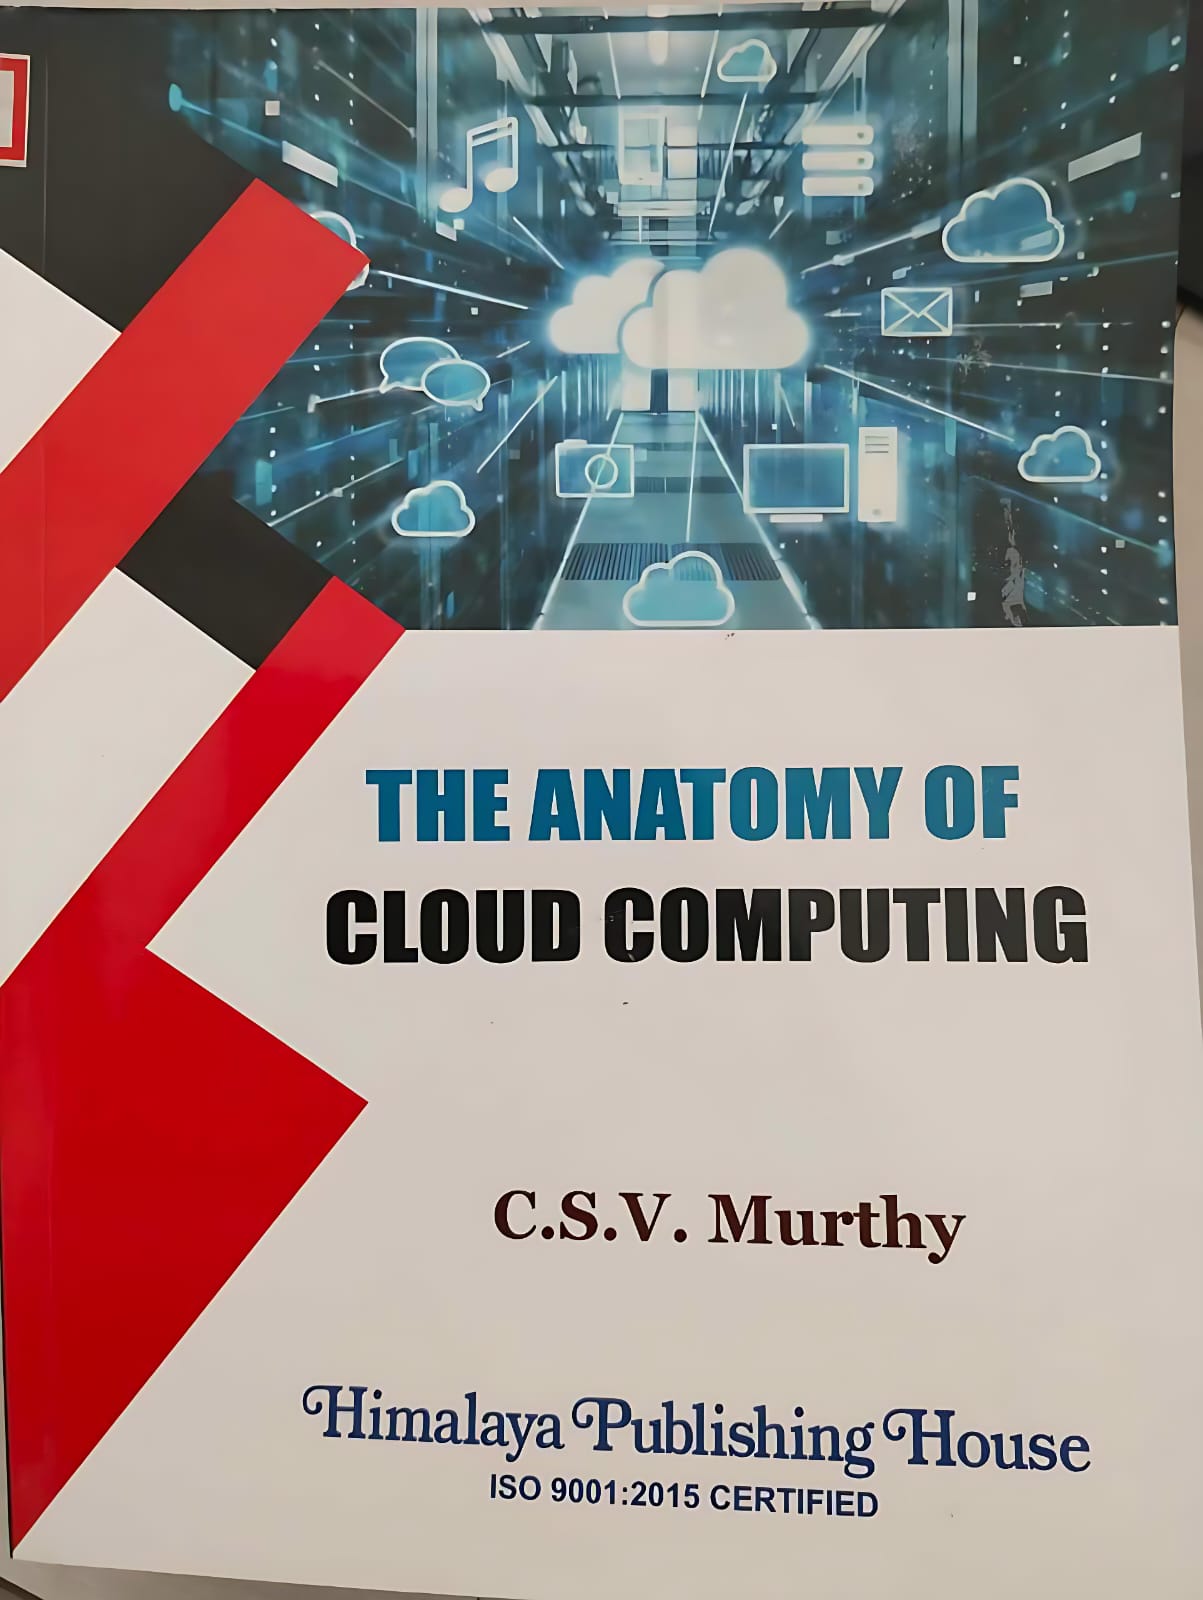 THE ANATOMY OF
CLOUD COMPUTING
C.S.V. Murthy
Himalaya Publishing House
ISO 9001:2015 CERTIFIED